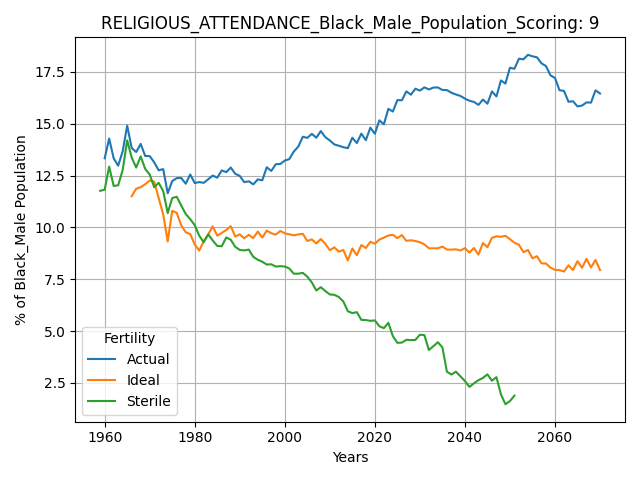 RELIGIOUS_ATTENDANCE_Black_Male_Population_Scoring: 9
% of Black_Male Population
17.5
15.0
12.5
10.0
7.5
5.0
2.5
Fertility
Actual
Ideal
Sterile
1960 1980 2000 2020 2040 2060
Years